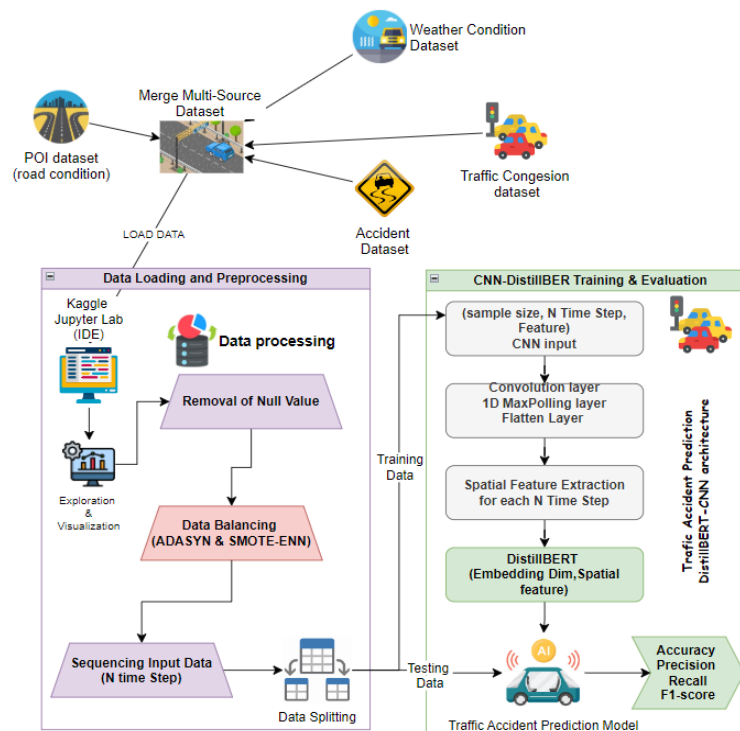 Weather Condition
Dataset
Merge Multi-Source
Dataset
POI dataset
(road condition)
Traffic Congesion
dataset
Accident
Dataset
LOAD DATA
Data Loading and Preprocessing
Kaggle
Jupyter Lab
(IDE)
Data processing
Removal of Null Value
Exploration
&
Visualization
Data Balancing
(ADASYN & SMOTE-ENN)
Sequencing Input Data
(N time Step)
Data Splitting
Training
Data
Testing
Data
CNN-DistillBER Training & Evaluation
(sample size, N Time Step,
Feature)
CNN input
Convolution layer
1D MaxPolling layer
Flatten Layer
Spatial Feature Extraction
for each N Time Step
DistillBERT
(Embedding Dim,Spatial
feature)
AI
Traffic Accident Prediction Model
Accuracy
Precision
Recall
F1-score
Trafic Accident Prediction
DistillBERT-CNN architecture